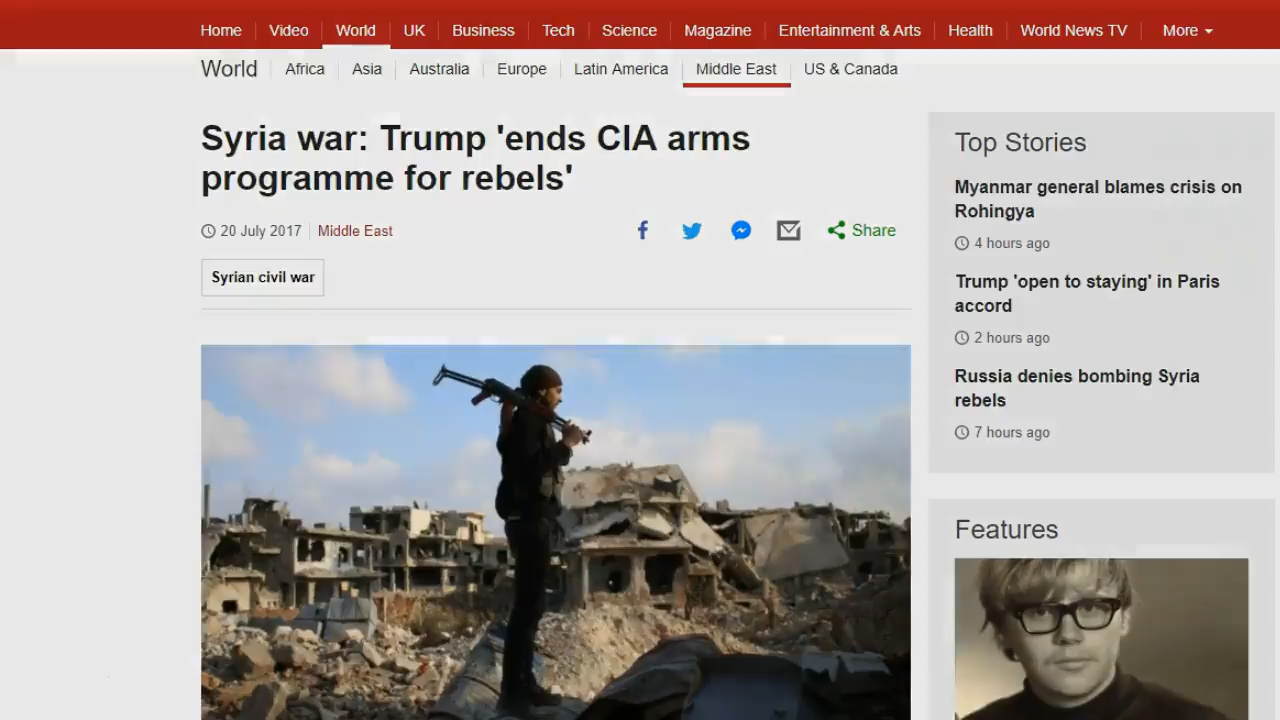 Home Video World UK Business Tech Science Magazine Entertainment & Arts Health World News TV More
World Africa Asia Australia Europe Latin America Middle East US & Canada
Syria war: Trump 'ends CIA arms
programme for rebels'
20 July 2017 Middle East Share
Syrian civil war
Top Stories
Myanmar general blames crisis on
Rohingya
4 hours ago
Trump 'open to staying' in Paris
accord
2 hours ago
Russia denies bombing Syria
rebels
7 hours ago
Features